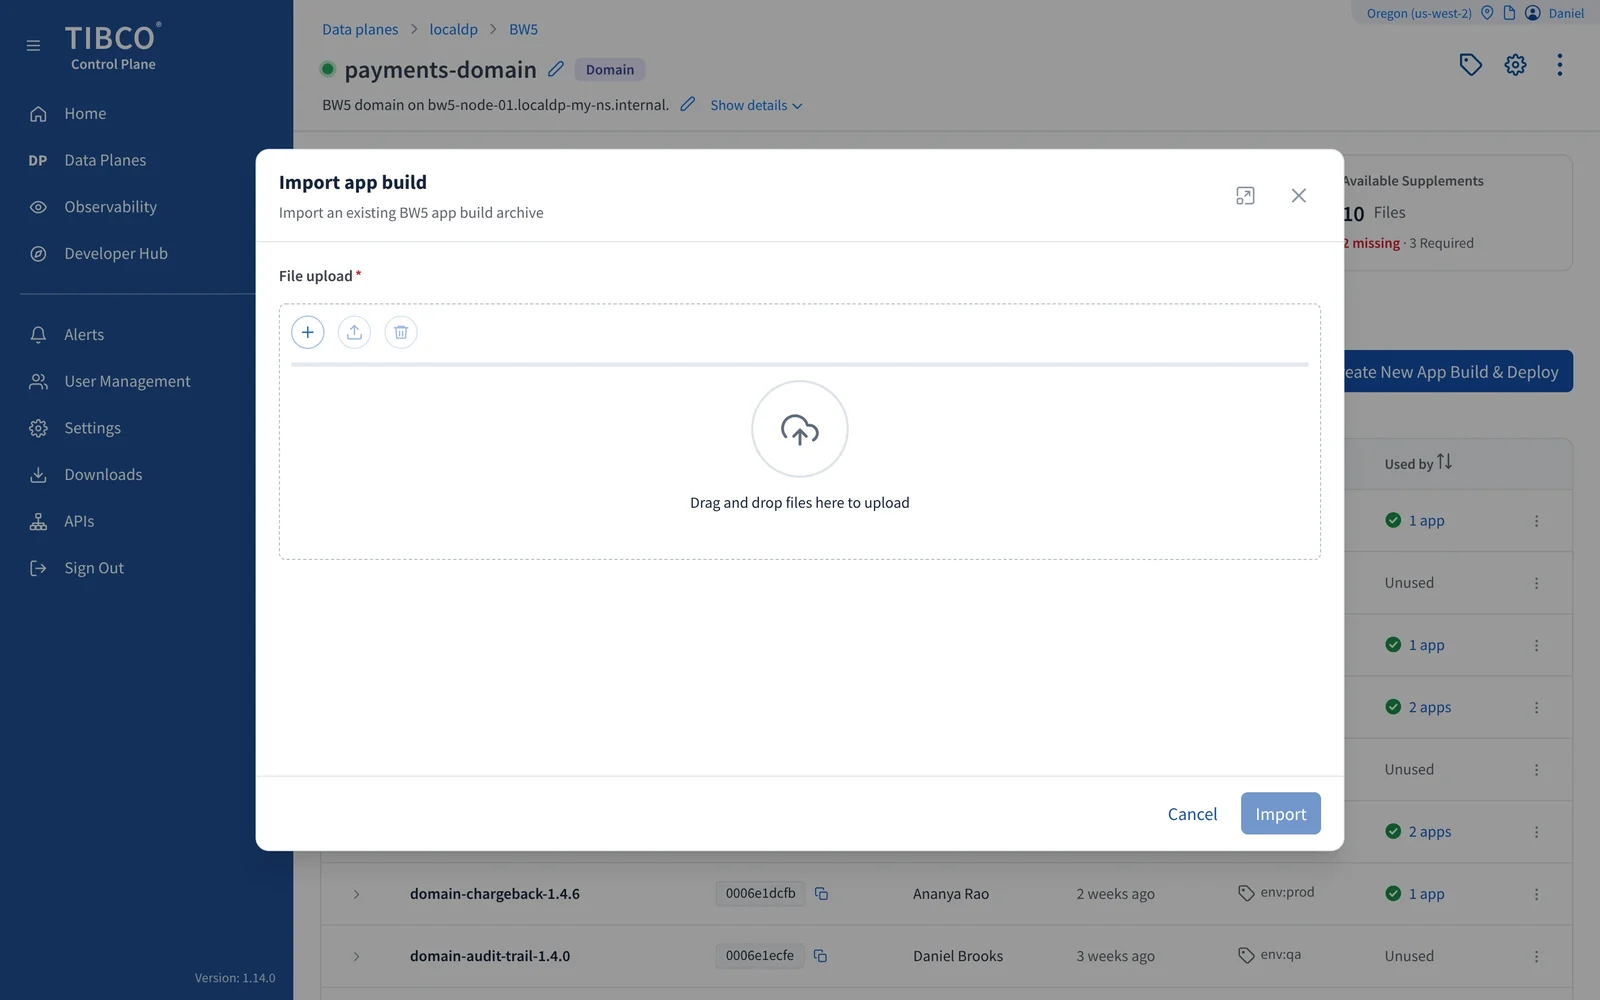 TIBCO®
Control Plane
Home
DP Data Planes
Observability
Developer Hub
Alerts
User Management
Settings
Downloads
APIs
Sign Out
Version: 1.14.0
Oregon (us-west-2) Daniel
Data planes > localdp > BW5
payments-domain Domain
BW5 domain on bw5-node-01.localdp-my-ns.internal. Show details
Available Supplements
10 Files
2 missing · 3 Required
eate New App Build & Deploy
Import app build
Import an existing BW5 app build archive
File upload *
Drag and drop files here to upload
Cancel Import
Used by
1 app
Unused
1 app
2 apps
Unused
2 apps
domain-chargeback-1.4.6 0006e1dcfb Ananya Rao 2 weeks ago env:prod 1 app
domain-audit-trail-1.4.0 0006e1ecfe Daniel Brooks 3 weeks ago env:qa Unused